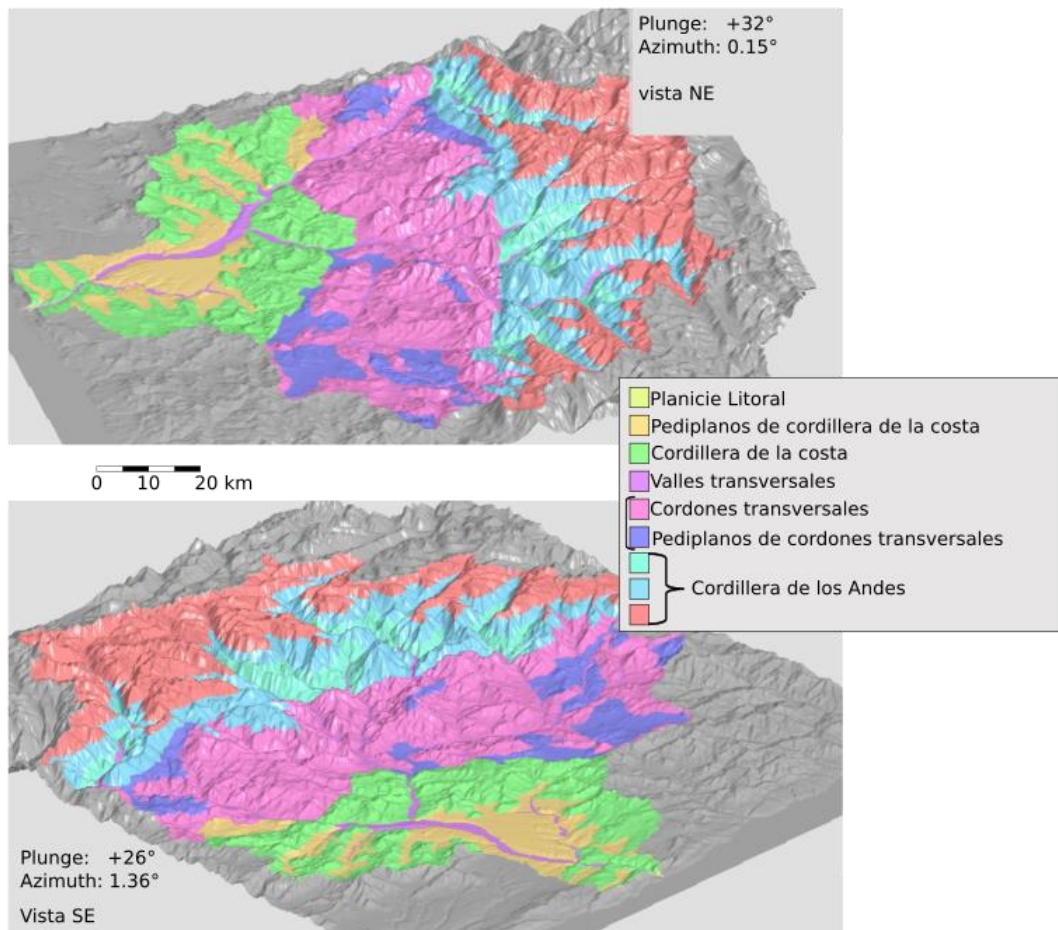 Plunge: +32°
Azimuth: 0.15°
vista NE
Planicie Litoral
Pediplanos de cordillera de la costa
Cordillera de la costa
Valles transversales
Cordones transversales
Pediplanos de cordones transversales
Cordillera de los Andes
0 10 20 km
Plunge: +26°
Azimuth: 1.36°
Vista SE